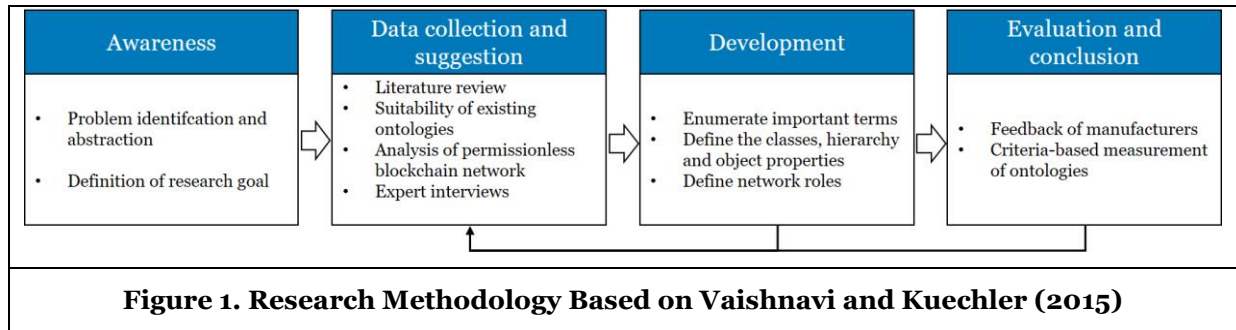 Awareness
• Problem identifcation and
abstraction
• Definition of research goal
Data collection and
suggestion
• Literature review
• Suitability of existing
ontologies
• Analysis of permissionless
blockchain network
• Expert interviews
Development
• Enumerate important terms
• Define the classes, hierarchy
and object properties
• Define network roles
Evaluation and
conclusion
• Feedback of manufacturers
• Criteria-based measurement
of ontologies
Figure 1. Research Methodology Based on Vaishnavi and Kuechler (2015)